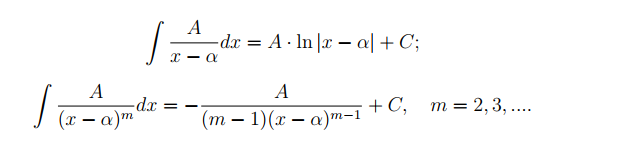 ∫ A/(x − α) dx = A · ln |x − α| + C;
∫ A/(x − α)^m dx = − A/((m − 1)(x − α)^{m−1}) + C, m = 2, 3, ....